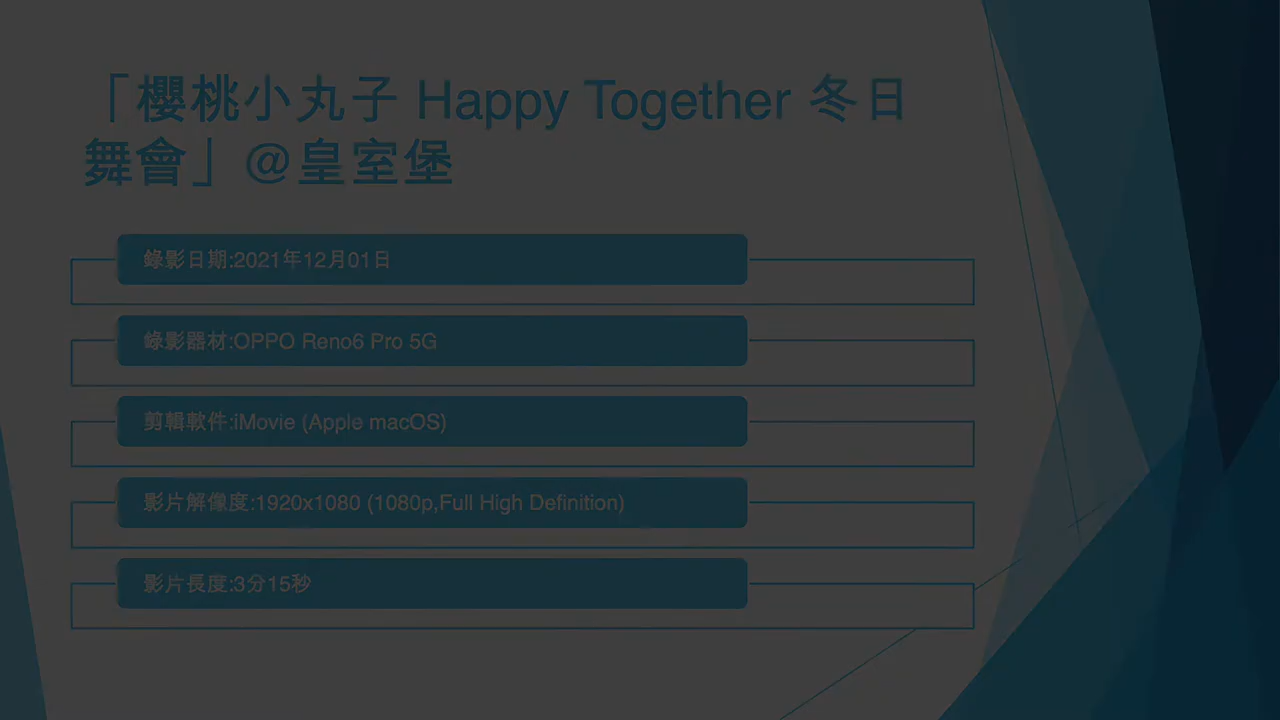 「櫻桃小丸子 Happy Together 冬日
舞會」@皇室堡
錄影日期:2021年12月01日
錄影器材:OPPO Reno6 Pro 5G
剪輯軟件:iMovie (Apple macOS)
影片解像度:1920x1080 (1080p,Full High Definition)
影片長度:3分15秒